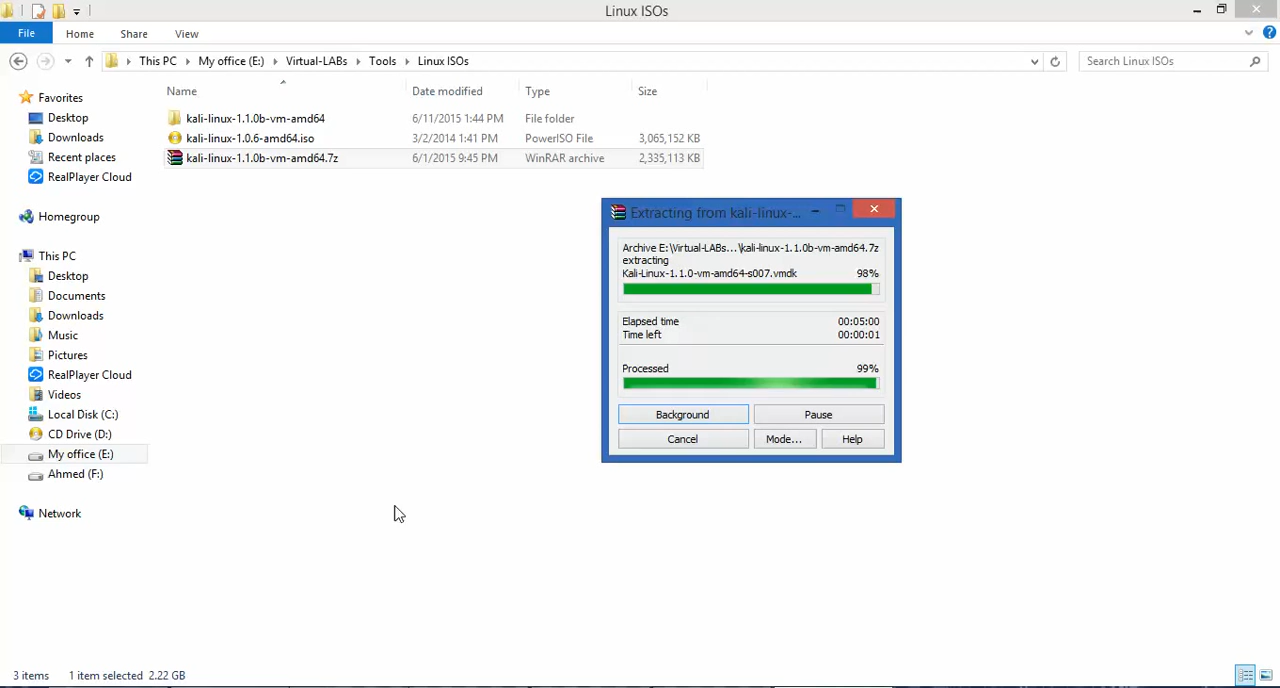 Linux ISOs
File Home Share View
This PC My office (E:) Virtual-LABs Tools Linux ISOs
Search Linux ISOs
Name Date modified Type Size
kali-linux-1.1.0b-vm-amd64 6/11/2015 1:44 PM File folder
kali-linux-1.0.6-amd64.iso 3/2/2014 1:41 PM PowerISO File 3,065,152 KB
kali-linux-1.1.0b-vm-amd64.7z 6/1/2015 9:45 PM WinRAR archive 2,335,113 KB
Favorites
Desktop
Downloads
Recent places
RealPlayer Cloud
Homegroup
This PC
Desktop
Documents
Downloads
Music
Pictures
RealPlayer Cloud
Videos
Local Disk (C:)
CD Drive (D:)
My office (E:)
Ahmed (F:)
Network
Extracting from kali-linux-...
Archive E:\Virtual-LABs...\kali-linux-1.1.0b-vm-amd64.7z
extracting
Kali-Linux-1.1.0-vm-amd64-s007.vmdk 98%
Elapsed time 00:05:00
Time left 00:00:01
Processed 99%
Background Pause
Cancel Mode... Help
3 items 1 item selected 2.22 GB